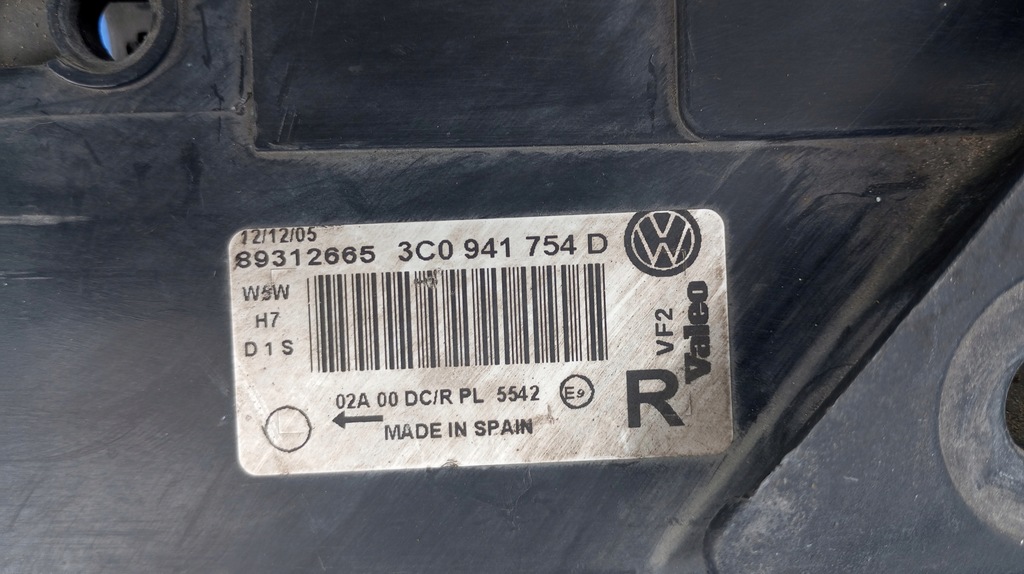 12/12/05
89312665 3C0 941 754 D
W5W
H7
D1S
VF2
Valeo
02A 00 DC/R PL 5542 E9
R
MADE IN SPAIN